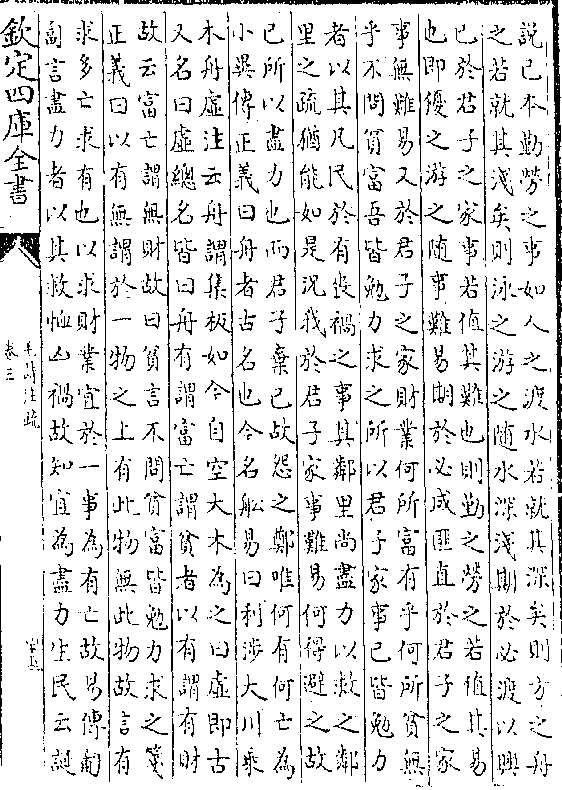 說已本勤勞之事如人之渡水若就其深矣則方之舟
之若就其淺矣則泳之游之隨水深淺期於必渡以興
已於君子之家事若值其難也則勤之勞之若值其易
也即優之游之隨事難易期於必成匪直於君子之家
事無難易又於君子之家財業何所富有乎何所貧無
乎不問貧富吾皆勉力求之所以君子家事已皆勉力
者以其凡民於有喪禍之事其鄰里尚盡力以救之鄰
里之疏猶能如是況我於君子家事難易何得避之故
已所以盡力也而君子棄已故怨之鄭唯何有何亡為
小異傳正義曰舟者古名也今名舩易曰利涉大川乘
木舟虛注云舟謂集板如今自空大木為之曰虛即古
又名曰虛總名皆曰舟有謂富亡謂貧者以有謂有財
故云富亡謂無財故曰貧言不問貧富皆勉力求之箋
正義曰以有無謂於一物之上有此物無此物故言有
求多亡求有也以求財業宜於一事為有亡故易傳匍
匐言盡力者以其救恤凶禍故知宜為盡力生民云誕
欽定四庫全書
毛詩注疏
卷三